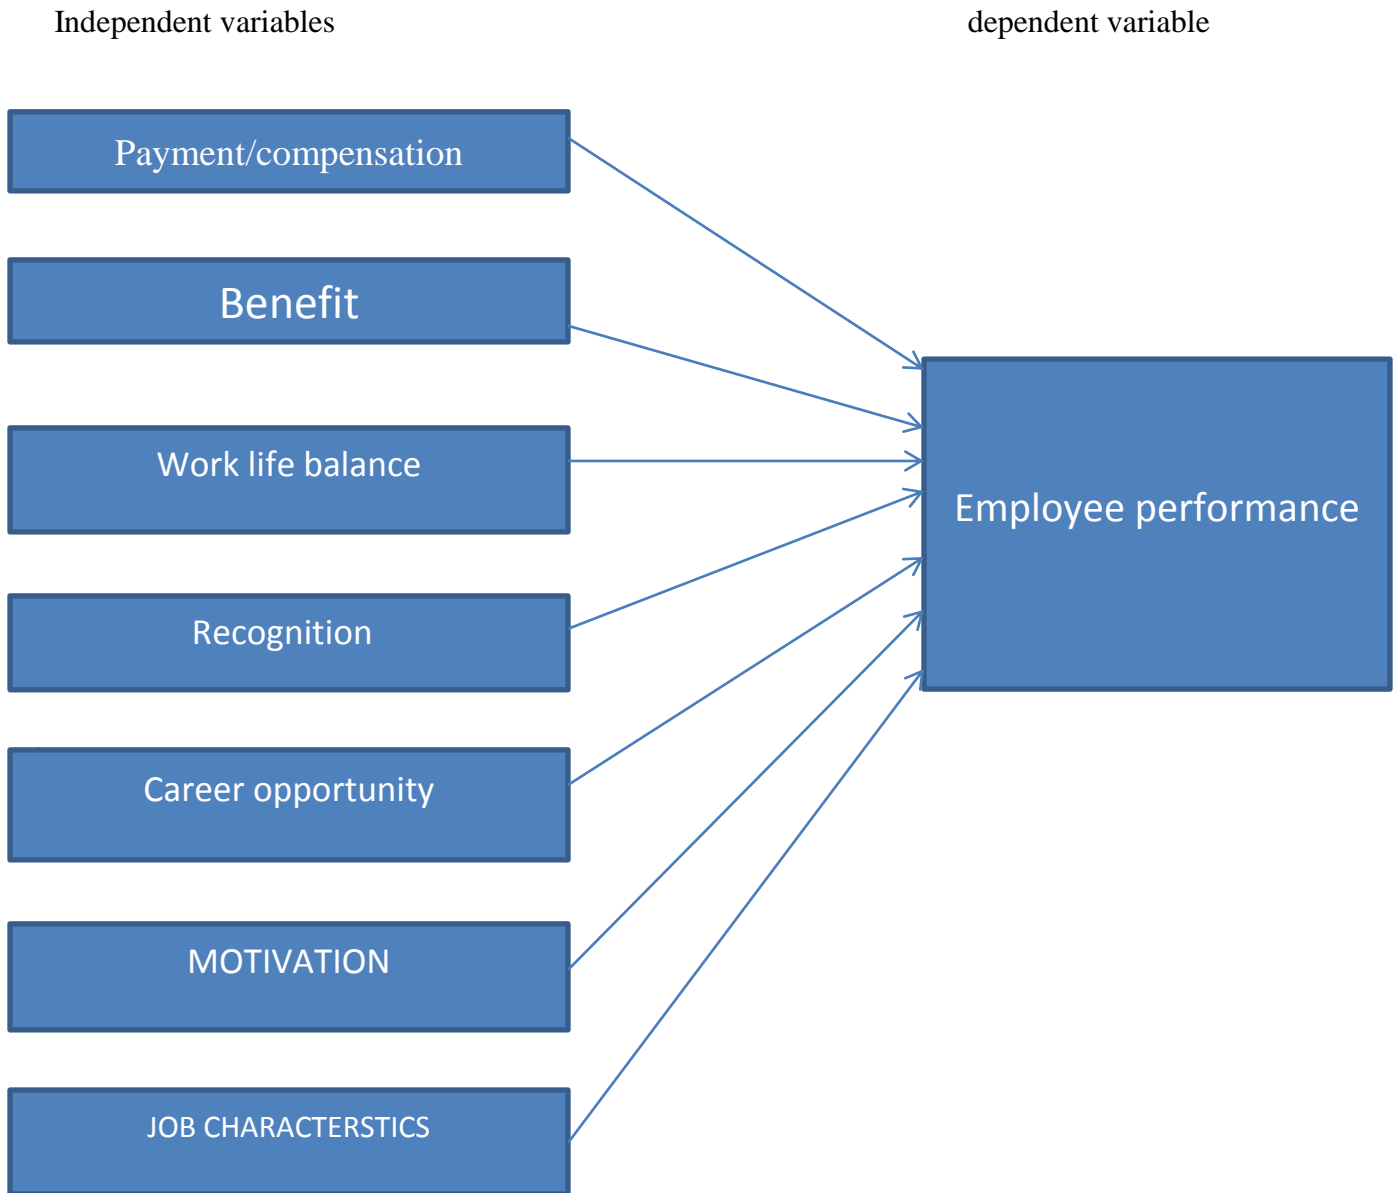 Independent variables
dependent variable
Payment/compensation
Benefit
Work life balance
Recognition
Career opportunity
MOTIVATION
JOB CHARACTERSTICS
Employee performance